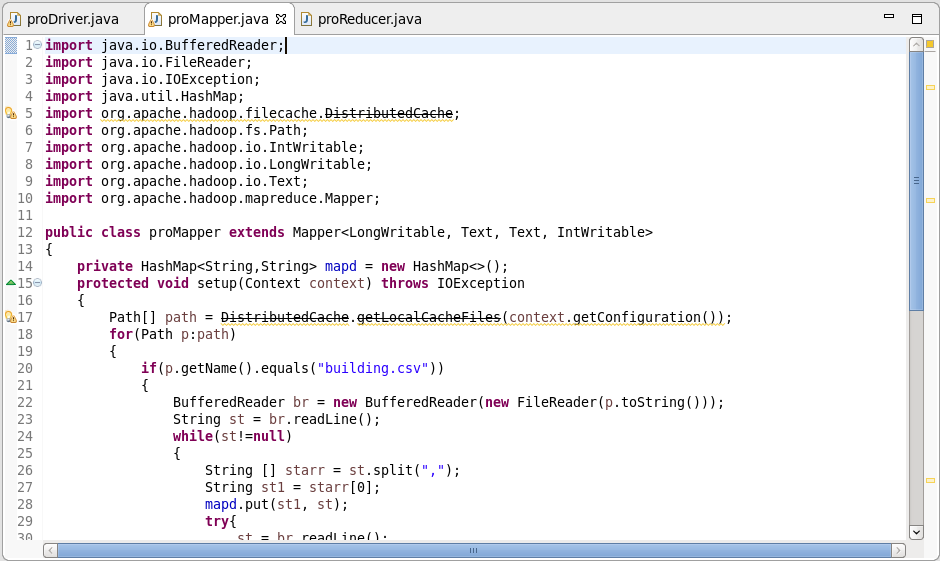 proDriver.java proMapper.java proReducer.java
1 import java.io.BufferedReader;
2 import java.io.FileReader;
3 import java.io.IOException;
4 import java.util.HashMap;
5 import org.apache.hadoop.filecache.DistributedCache;
6 import org.apache.hadoop.fs.Path;
7 import org.apache.hadoop.io.IntWritable;
8 import org.apache.hadoop.io.LongWritable;
9 import org.apache.hadoop.io.Text;
10 import org.apache.hadoop.mapreduce.Mapper;
11
12 public class proMapper extends Mapper<LongWritable, Text, Text, IntWritable>
13 {
14     private HashMap<String,String> mapd = new HashMap<>();
15     protected void setup(Context context) throws IOException
16     {
17         Path[] path = DistributedCache.getLocalCacheFiles(context.getConfiguration());
18         for(Path p:path)
19         {
20             if(p.getName().equals("building.csv"))
21             {
22                 BufferedReader br = new BufferedReader(new FileReader(p.toString()));
23                 String st = br.readLine();
24                 while(st!=null)
25                 {
26                     String [] starr = st.split(",");
27                     String st1 = starr[0];
28                     mapd.put(st1, st);
29                     try{
30                         st = br.readLine();